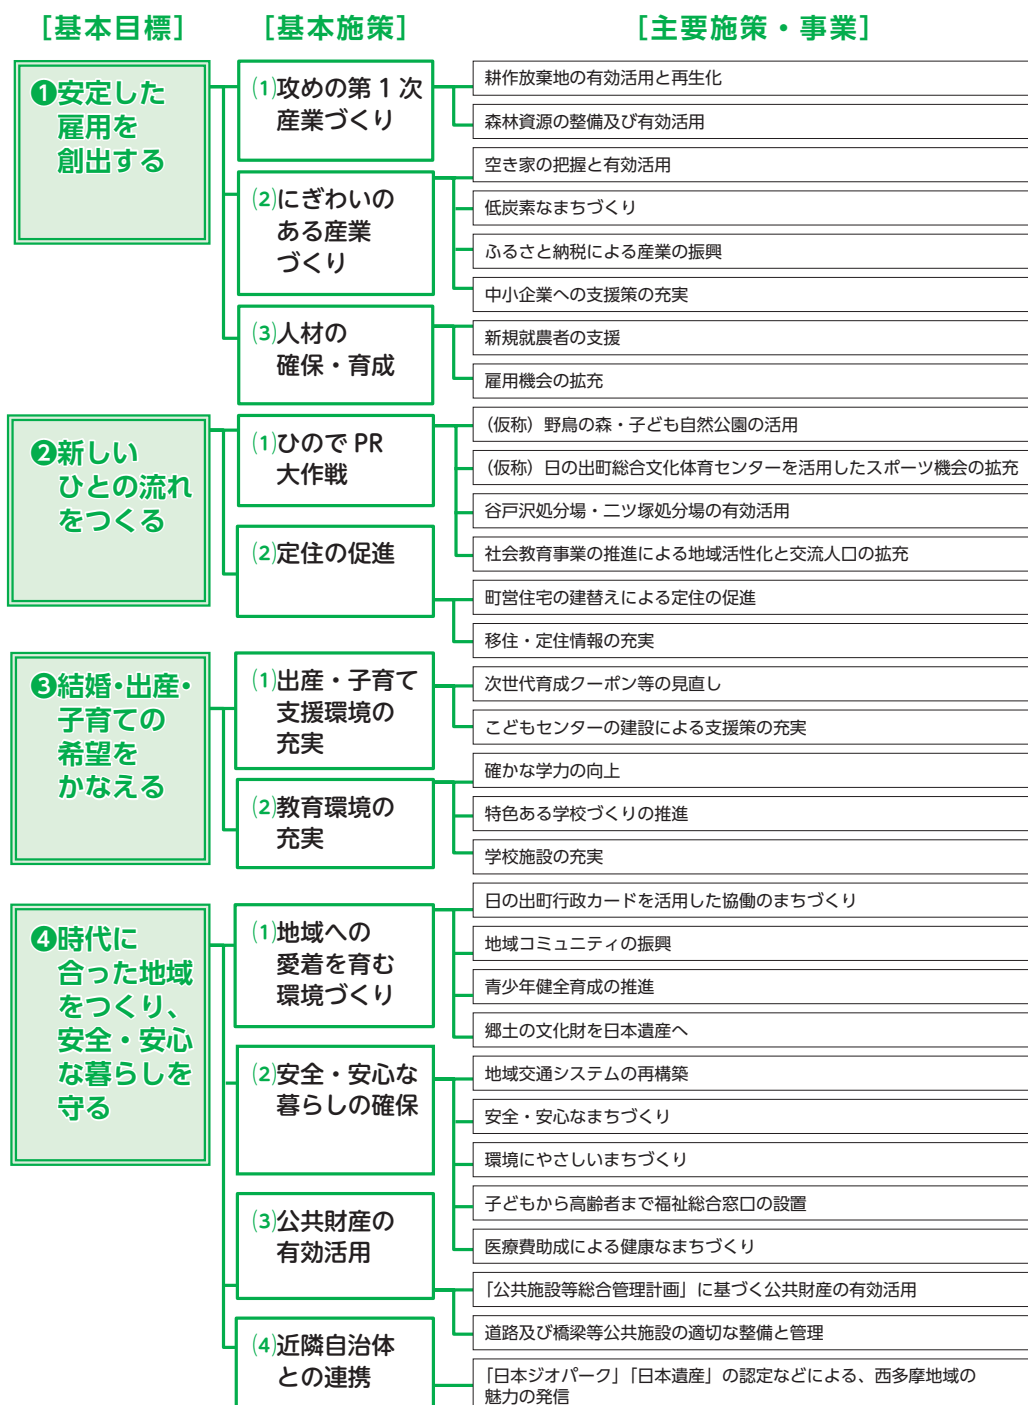 [基本目標]
[基本施策]
[主要施策・事業]
❶安定した
雇用を
創出する
(1)攻めの第1次
産業づくり
耕作放棄地の有効活用と再生化
森林資源の整備及び有効活用
(2)にぎわいの
ある産業
づくり
空き家の把握と有効活用
低炭素なまちづくり
ふるさと納税による産業の振興
中小企業への支援策の充実
(3)人材の
確保・育成
新規就農者の支援
雇用機会の拡充
❷新しい
ひとの流れ
をつくる
(1)ひので PR
大作戦
(仮称)野鳥の森・子ども自然公園の活用
(仮称)日の出町総合文化体育センターを活用したスポーツ機会の拡充
谷戸沢処分場・二ツ塚処分場の有効活用
社会教育事業の推進による地域活性化と交流人口の拡充
(2)定住の促進
町営住宅の建替えによる定住の促進
移住・定住情報の充実
❸結婚・出産・
子育ての
希望を
かなえる
(1)出産・子育て
支援環境の
充実
次世代育成クーポン等の見直し
こどもセンターの建設による支援策の充実
(2)教育環境の
充実
確かな学力の向上
特色ある学校づくりの推進
学校施設の充実
❹時代に
合った地域
をつくり、
安全・安心
な暮らしを
守る
(1)地域への
愛着を育む
環境づくり
日の出町行政カードを活用した協働のまちづくり
地域コミュニティの振興
青少年健全育成の推進
郷土の文化財を日本遺産へ
(2)安全・安心な
暮らしの確保
地域交通システムの再構築
安全・安心なまちづくり
環境にやさしいまちづくり
子どもから高齢者まで福祉総合窓口の設置
医療費助成による健康なまちづくり
(3)公共財産の
有効活用
「公共施設等総合管理計画」に基づく公共財産の有効活用
道路及び橋梁等公共施設の適切な整備と管理
(4)近隣自治体
との連携
「日本ジオパーク」「日本遺産」の認定などによる、西多摩地域の
魅力の発信